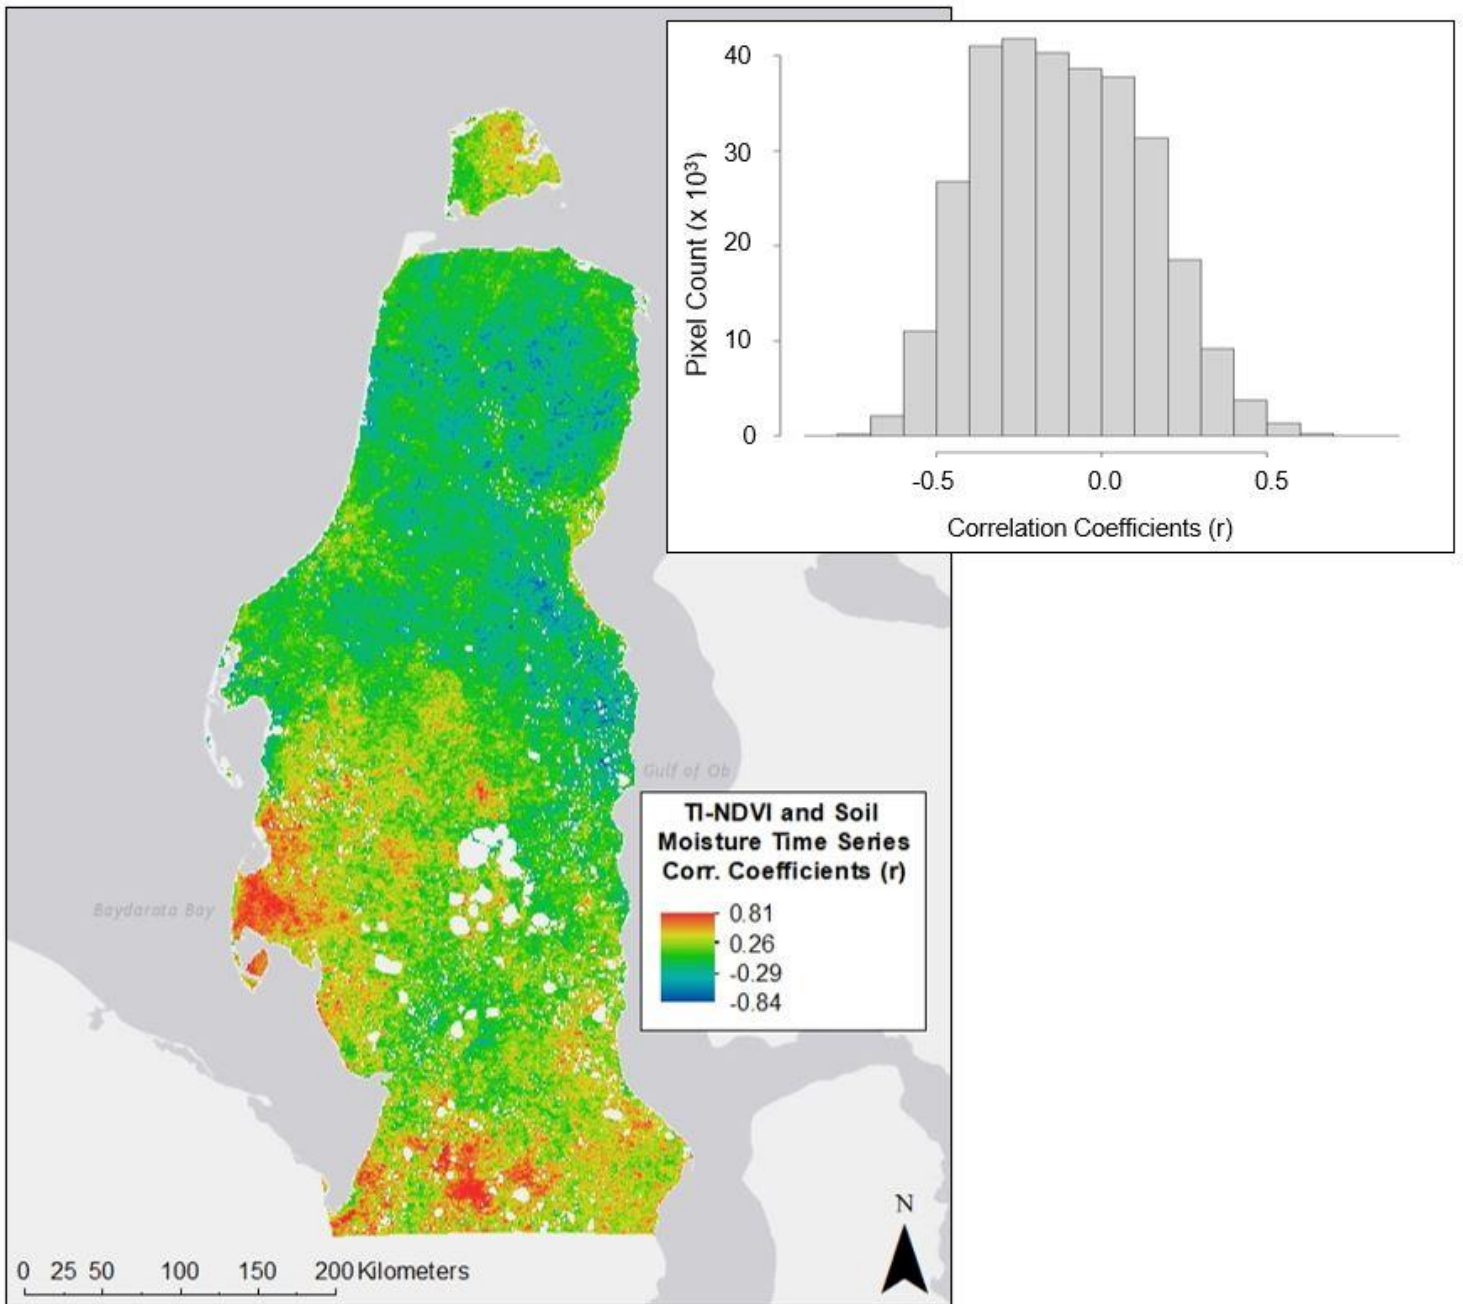 40
30
20
10
0
Pixel Count (x 10³)
-0.5
0.0
0.5
Correlation Coefficients (r)
Gulf of Ob
TI-NDVI and Soil
Moisture Time Series
Corr. Coefficients (r)
0.81
0.26
-0.29
-0.84
Baydarata Bay
N
0 25 50 100 150 200 Kilometers